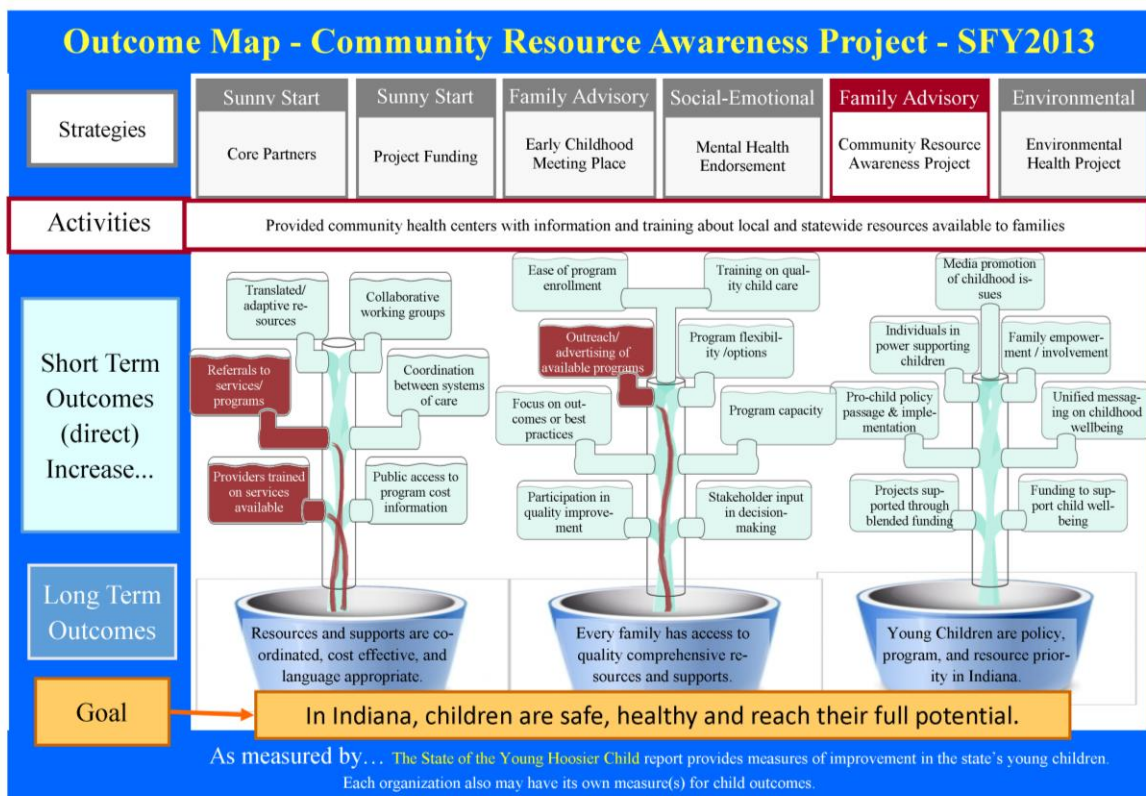 Outcome Map - Community Resource Awareness Project - SFY2013
Strategies
Sunnv Start
Core Partners
Sunny Start
Project Funding
Family Advisory
Early Childhood
Meeting Place
Social-Emotional
Mental Health
Endorsement
Family Advisory
Community Resource
Awareness Project
Environmental
Environmental
Health Project
Activities
Provided community health centers with information and training about local and statewide resources available to families
Short Term
Outcomes
(direct)
Increase...
Translated/
adaptive re-
sources
Collaborative
working groups
Referrals to
services/
programs
Coordination
between systems
of care
Providers trained
on services
available
Public access to
program cost
information
Ease of program
enrollment
Training on qual-
ity child care
Outreach/
advertising of
available programs
Program flexibil-
ity /options
Focus on out-
comes or best
practices
Program capacity
Participation in
quality improve-
ment
Stakeholder input
in decision-
making
Media promotion
of childhood is-
sues
Individuals in
power supporting
children
Family empower-
ment / involvement
Pro-child policy
passage & imple-
mentation
Unified messaging
on childhood
wellbeing
Projects sup-
ported through
blended funding
Funding to sup-
port child well-
being
Long Term
Outcomes
Resources and supports are co-
ordinated, cost effective, and
language appropriate.
Every family has access to
quality comprehensive re-
sources and supports.
Young Children are policy,
program, and resource prior-
ity in Indiana.
Goal
In Indiana, children are safe, healthy and reach their full potential.
As measured by… The State of the Young Hoosier Child report provides measures of improvement in the state's young children.
Each organization also may have its own measure(s) for child outcomes.